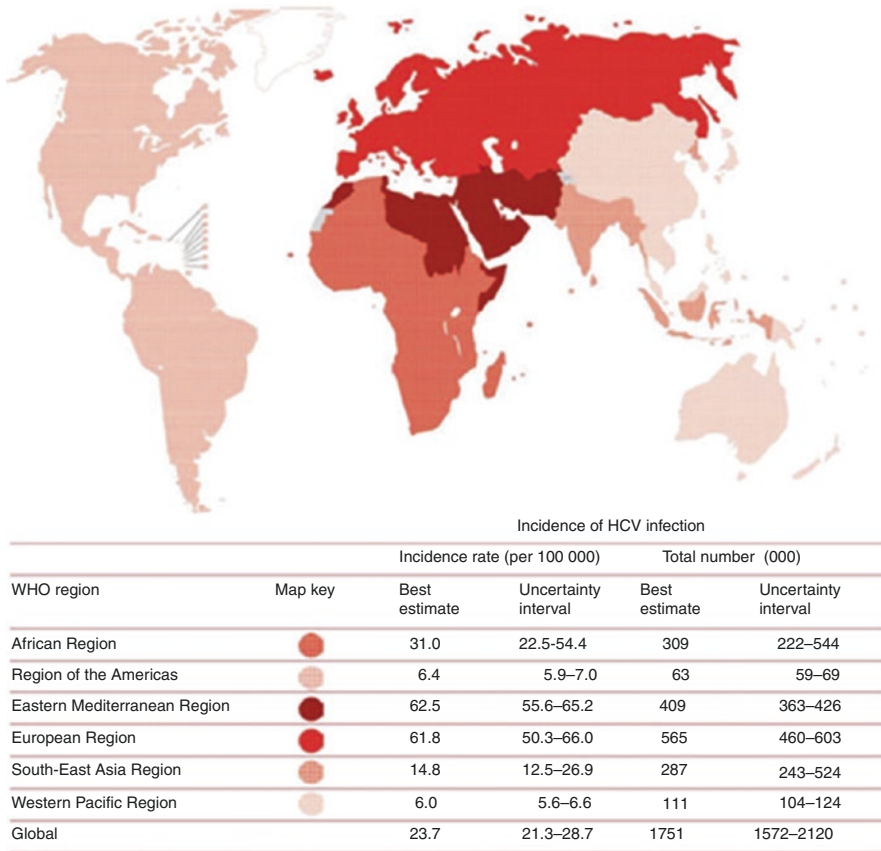 Incidence of HCV infection
Incidence rate (per 100 000) Total number (000)
WHO region Map key Best estimate Uncertainty interval Best estimate Uncertainty interval
African Region 31.0 22.5-54.4 309 222–544
Region of the Americas 6.4 5.9–7.0 63 59–69
Eastern Mediterranean Region 62.5 55.6–65.2 409 363–426
European Region 61.8 50.3–66.0 565 460–603
South-East Asia Region 14.8 12.5–26.9 287 243–524
Western Pacific Region 6.0 5.6–6.6 111 104–124
Global 23.7 21.3–28.7 1751 1572–2120